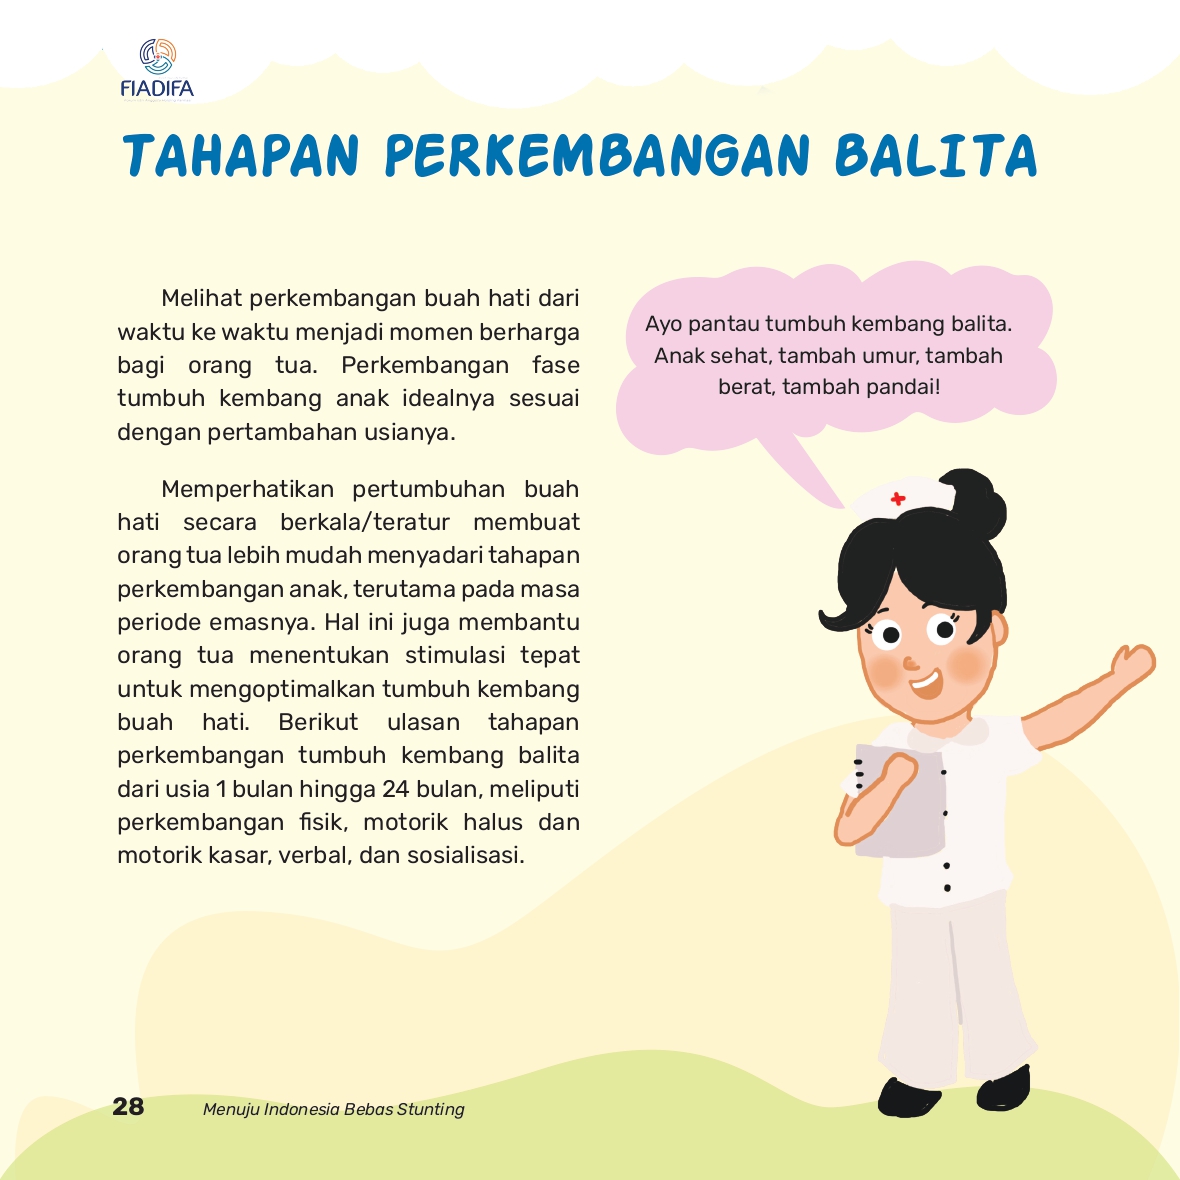 FIADIFA
TAHAPAN PERKEMBANGAN BALITA
Melihat perkembangan buah hati dari
waktu ke waktu menjadi momen berharga
bagi orang tua. Perkembangan fase
tumbuh kembang anak idealnya sesuai
dengan pertambahan usianya.
Memperhatikan pertumbuhan buah
hati secara berkala/teratur membuat
orang tua lebih mudah menyadari tahapan
perkembangan anak, terutama pada masa
periode emasnya. Hal ini juga membantu
orang tua menentukan stimulasi tepat
untuk mengoptimalkan tumbuh kembang
buah hati. Berikut ulasan tahapan
perkembangan tumbuh kembang balita
dari usia 1 bulan hingga 24 bulan, meliputi
perkembangan fisik, motorik halus dan
motorik kasar, verbal, dan sosialisasi.
Ayo pantau tumbuh kembang balita.
Anak sehat, tambah umur, tambah
berat, tambah pandai!
28 Menuju Indonesia Bebas Stunting